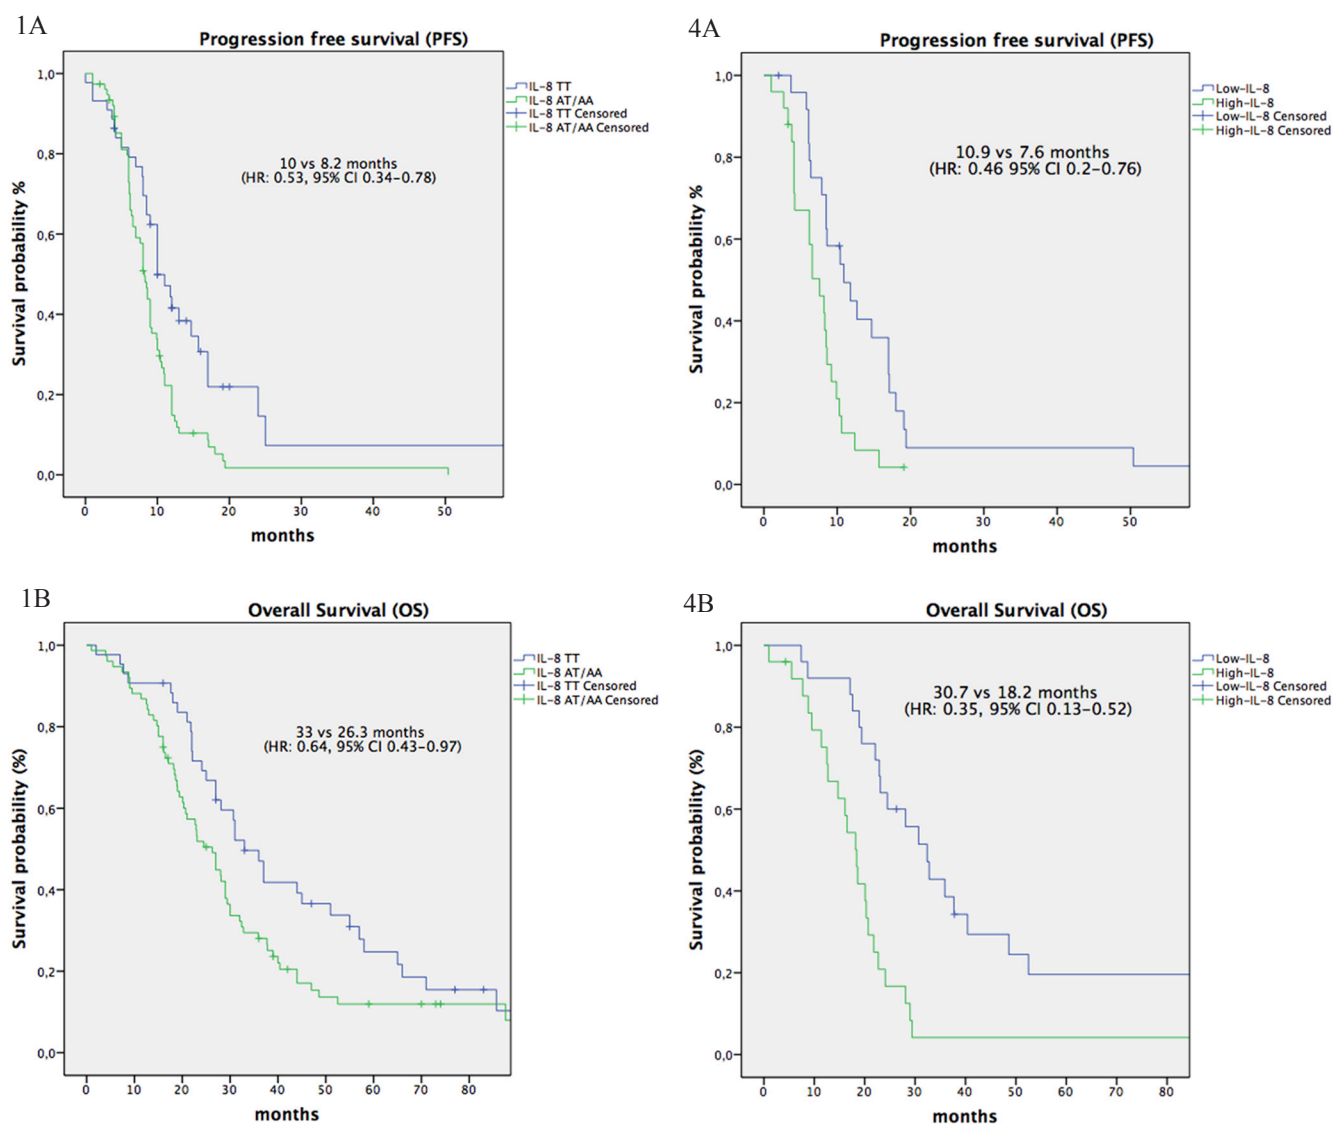 1A
Progression free survival (PFS)
Survival probability %
1,0
0,8
0,6
0,4
0,2
0,0
10 vs 8.2 months
(HR: 0.53, 95% CI 0.34–0.78)
IL-8 TT
IL-8 AT/AA
IL-8 TT Censored
IL-8 AT/AA Censored
0 10 20 30 40 50
months
4A
Progression free survival (PFS)
Survival probability %
1,0
0,8
0,6
0,4
0,2
0,0
10.9 vs 7.6 months
(HR: 0.46 95% CI 0.2–0.76)
Low-IL-8
High-IL-8
Low-IL-8 Censored
High-IL-8 Censored
0 10 20 30 40 50
months
1B
Overall Survival (OS)
Survival probability (%)
1,0
0,8
0,6
0,4
0,2
0,0
33 vs 26.3 months
(HR: 0.64, 95% CI 0.43–0.97)
IL-8 TT
IL-8 AT/AA
IL-8 TT Censored
IL-8 AT/AA Censored
0 10 20 30 40 50 60 70 80
months
4B
Overall Survival (OS)
Survival probability (%)
1,0
0,8
0,6
0,4
0,2
0,0
30.7 vs 18.2 months
(HR: 0.35, 95% CI 0.13–0.52)
Low-IL-8
High-IL-8
Low-IL-8 Censored
High-IL-8 Censored
0 10 20 30 40 50 60 70 80
months